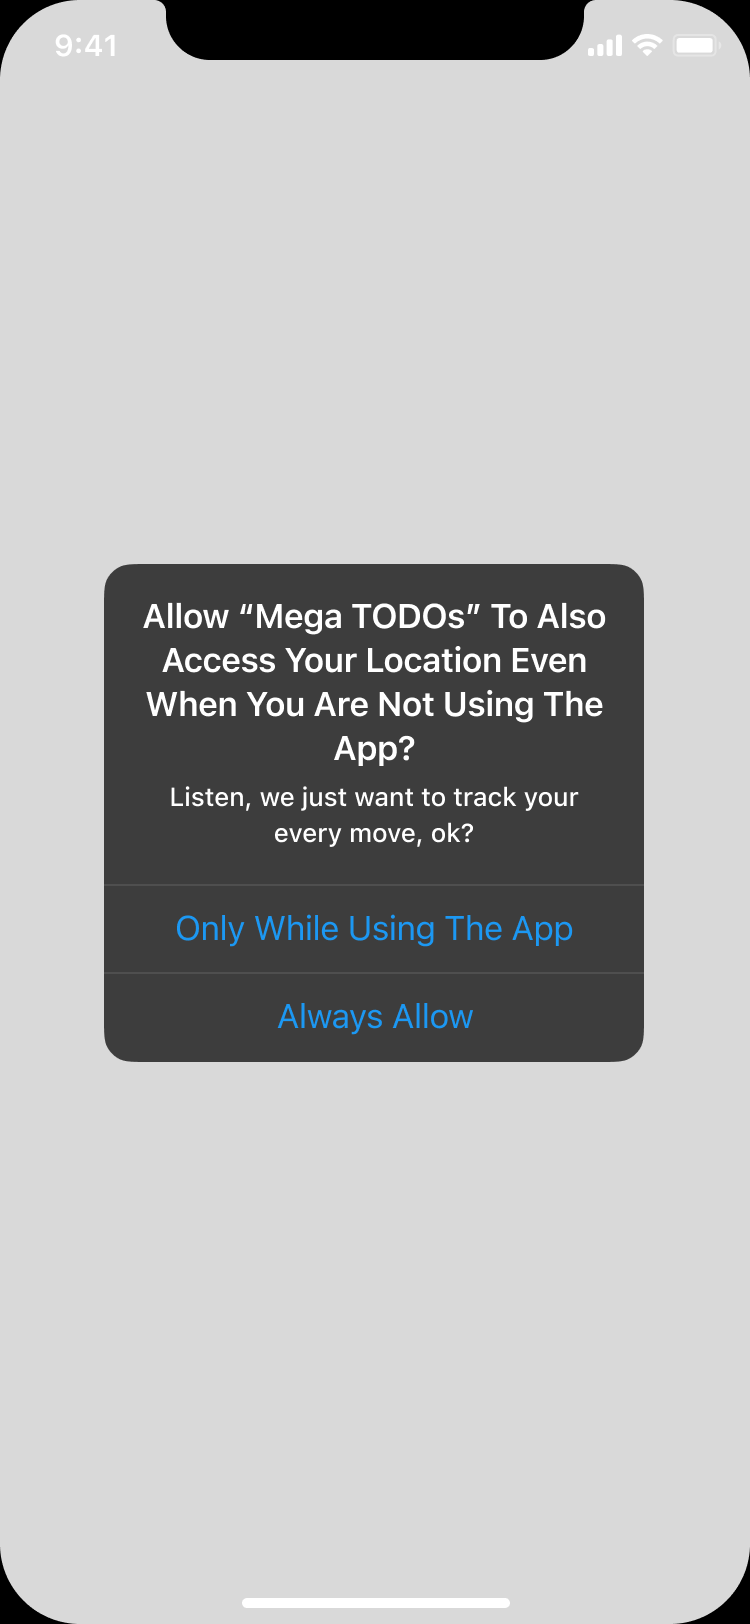 9:41
Allow “Mega TODOs” To Also
Access Your Location Even
When You Are Not Using The
App?
Listen, we just want to track your
every move, ok?
Only While Using The App
Always Allow